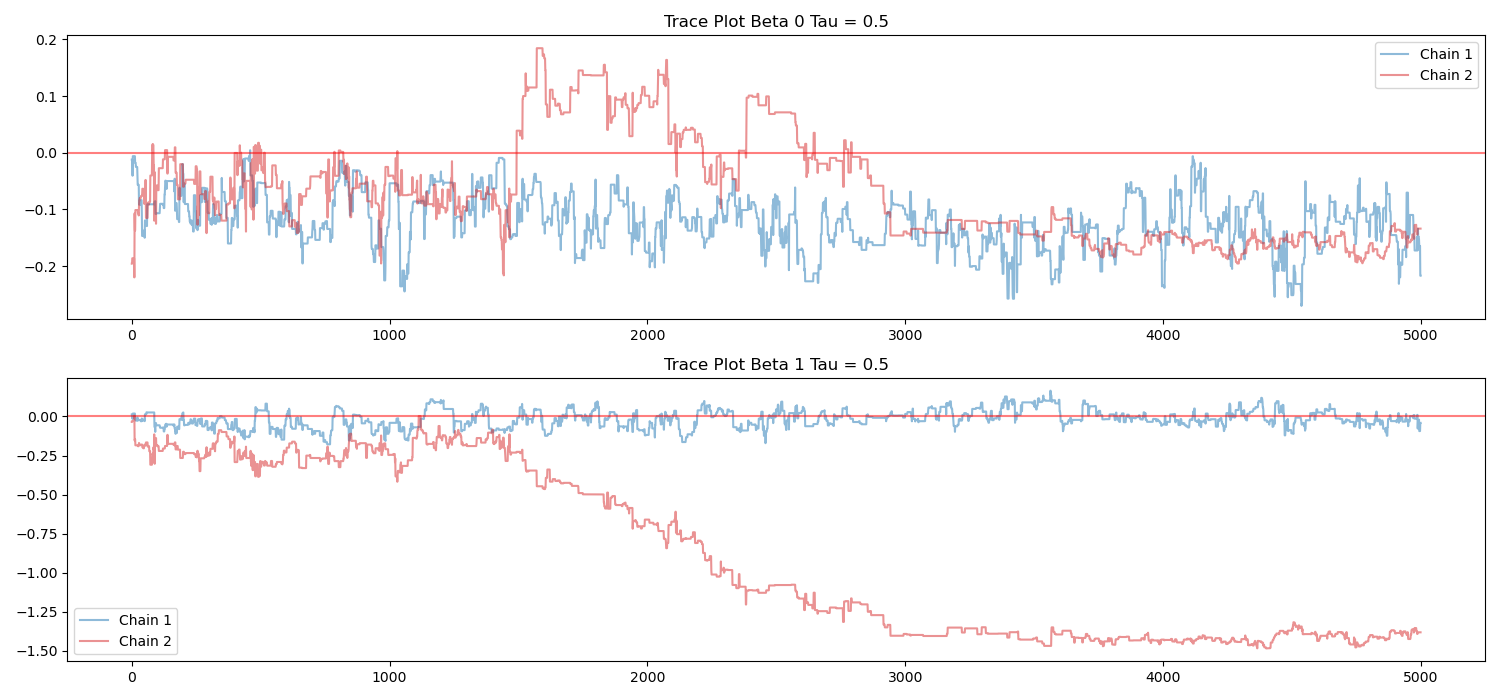 Trace Plot Beta 0 Tau = 0.5
0.2
0.1
0.0
−0.1
−0.2
Chain 1
Chain 2
0 1000 2000 3000 4000 5000
Trace Plot Beta 1 Tau = 0.5
0.00
−0.25
−0.50
−0.75
−1.00
−1.25
−1.50
Chain 1
Chain 2
0 1000 2000 3000 4000 5000